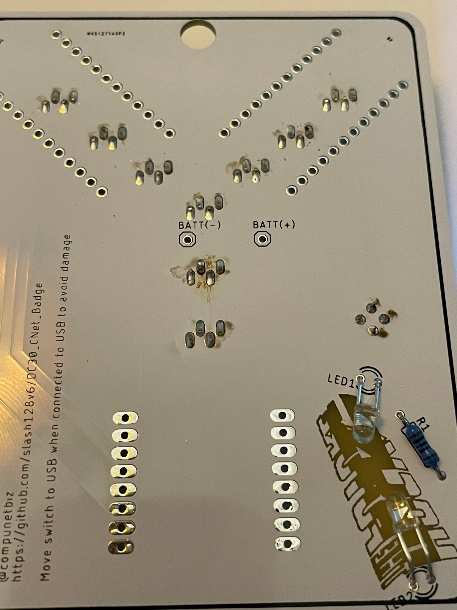 BATT(-) BATT(+)
LED1
R1
LED2
@compunetbiz
https://github.com/slash128v6/DC30_CNet_Badge
Move switch to USB when connected to USB to avoid damage